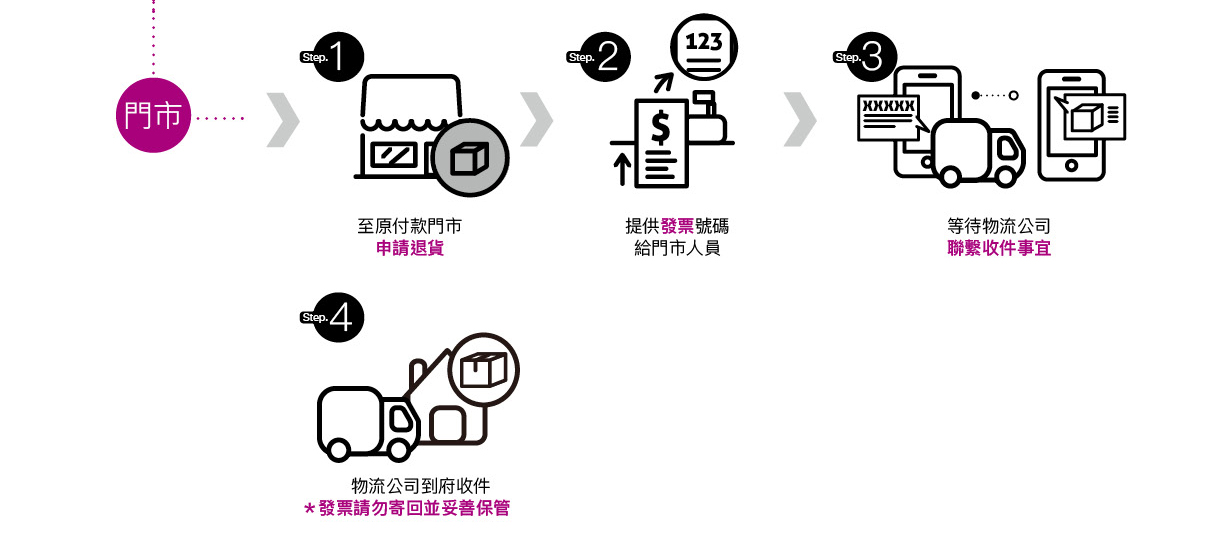 門市
Step.1
至原付款門市
申請退貨
Step.2
123
$
提供發票號碼
給門市人員
Step.3
XXXXX
等待物流公司
聯繫收件事宜
Step.4
物流公司到府收件
＊發票請勿寄回並妥善保管